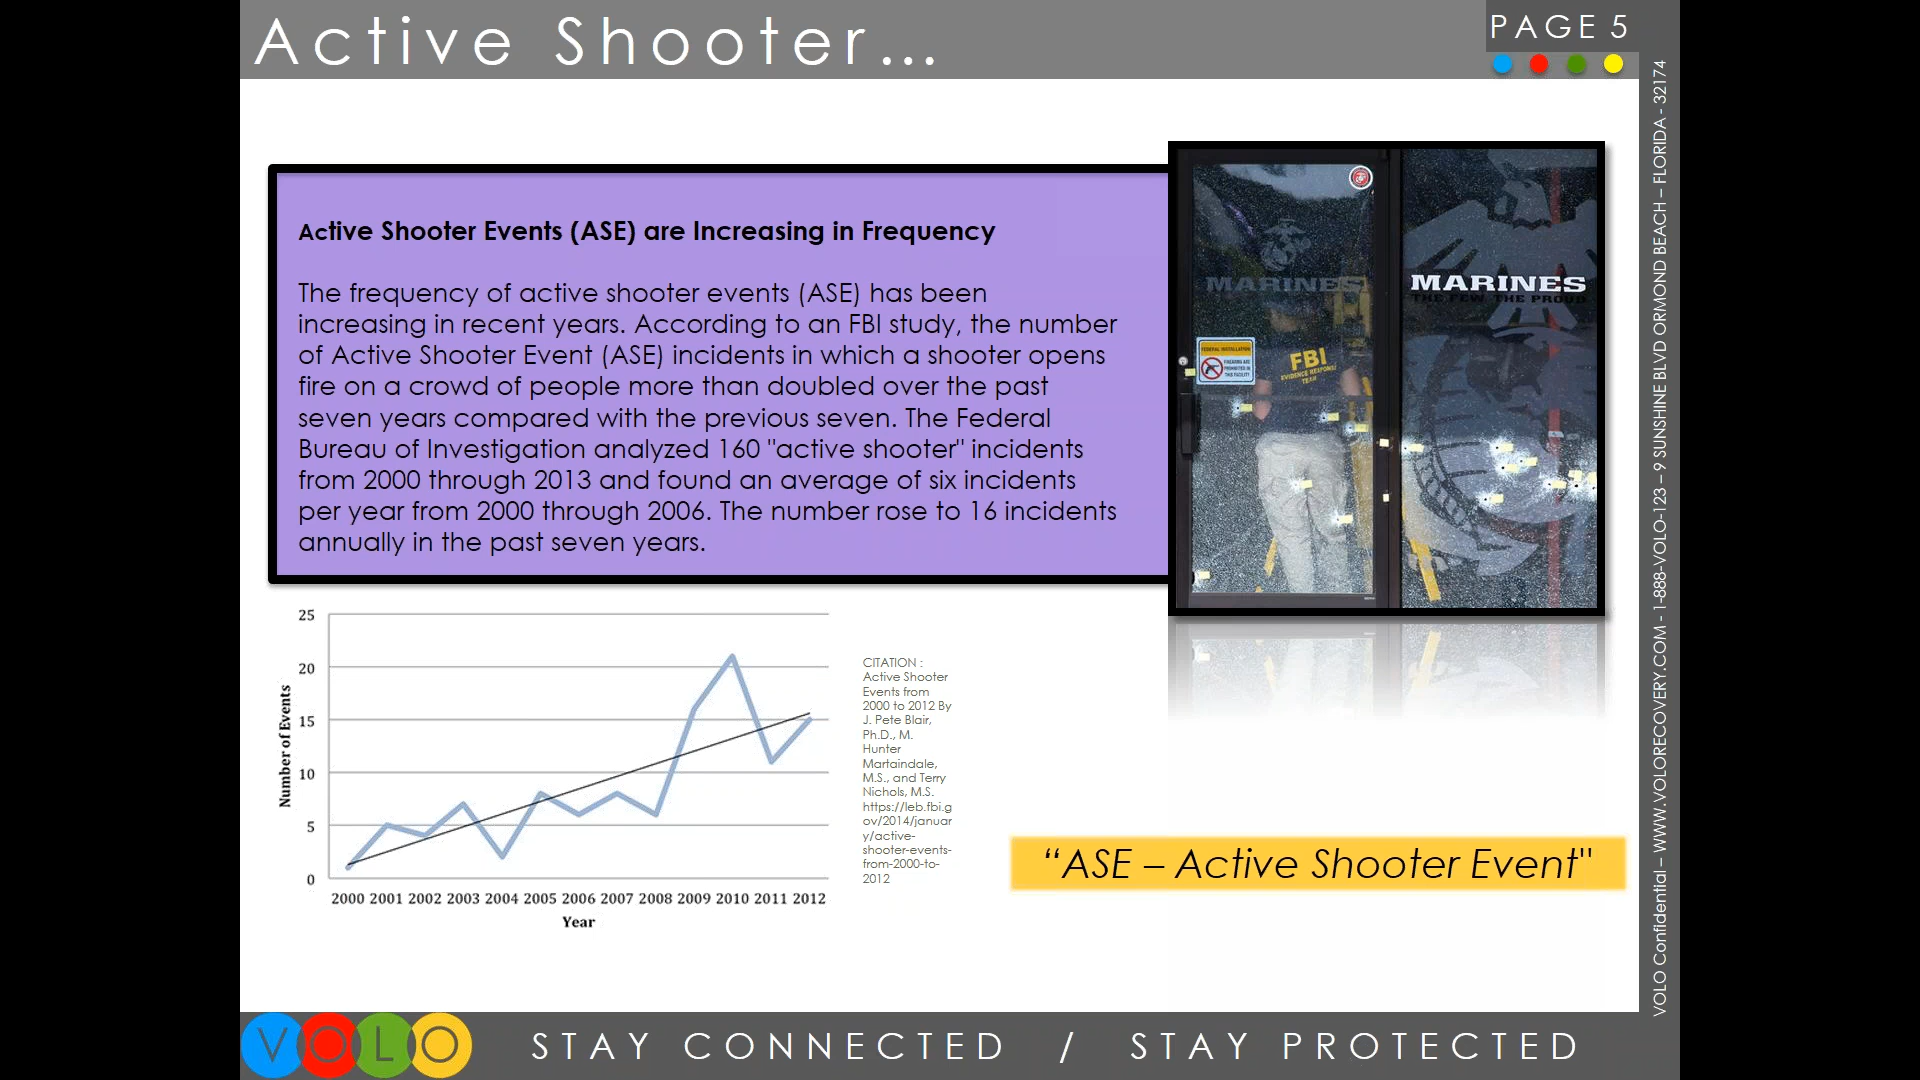 Active Shooter...
PAGE 5
Active Shooter Events (ASE) are Increasing in Frequency
The frequency of active shooter events (ASE) has been
increasing in recent years. According to an FBI study, the number
of Active Shooter Event (ASE) incidents in which a shooter opens
fire on a crowd of people more than doubled over the past
seven years compared with the previous seven. The Federal
Bureau of Investigation analyzed 160 "active shooter" incidents
from 2000 through 2013 and found an average of six incidents
per year from 2000 through 2006. The number rose to 16 incidents
annually in the past seven years.
MARINES
MARINES
THE FEW. THE PROUD
FEDERAL INSTALLATION
FIREARMS ARE
PROHIBITED IN
THIS FACILITY
FBI
EVIDENCE RESPONSE
TEAM
25
20
15
10
5
0
Number of Events
2000 2001 2002 2003 2004 2005 2006 2007 2008 2009 2010 2011 2012
Year
CITATION :
Active Shooter
Events from
2000 to 2012 By
J. Pete Blair,
Ph.D., M.
Hunter
Martaindale,
M.S., and Terry
Nichols, M.S.
https://leb.fbi.g
ov/2014/januar
y/active-
shooter-events-
from-2000-to-
2012
“ASE – Active Shooter Event"
VOLO Confidential – WWW.VOLORECOVERY.COM - 1-888-VOLO-123 – 9 SUNSHINE BLVD ORMOND BEACH – FLORIDA - 32174
VOLO
STAY CONNECTED / STAY PROTECTED